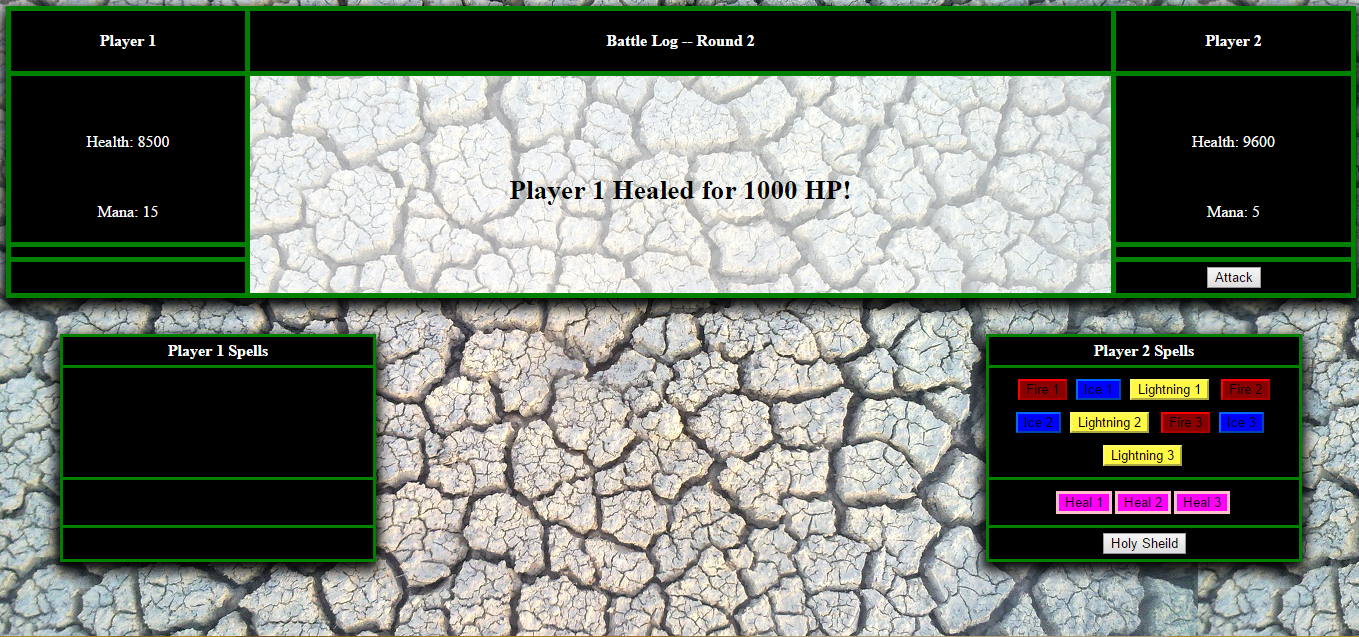 Player 1
Battle Log -- Round 2
Player 2
Health: 8500
Mana: 15
Player 1 Healed for 1000 HP!
Health: 9600
Mana: 5
Attack
Player 1 Spells
Player 2 Spells
Fire 1 Ice 1 Lightning 1 Fire 2
Ice 2 Lightning 2 Fire 3 Ice 3
Lightning 3
Heal 1 Heal 2 Heal 3
Holy Sheild